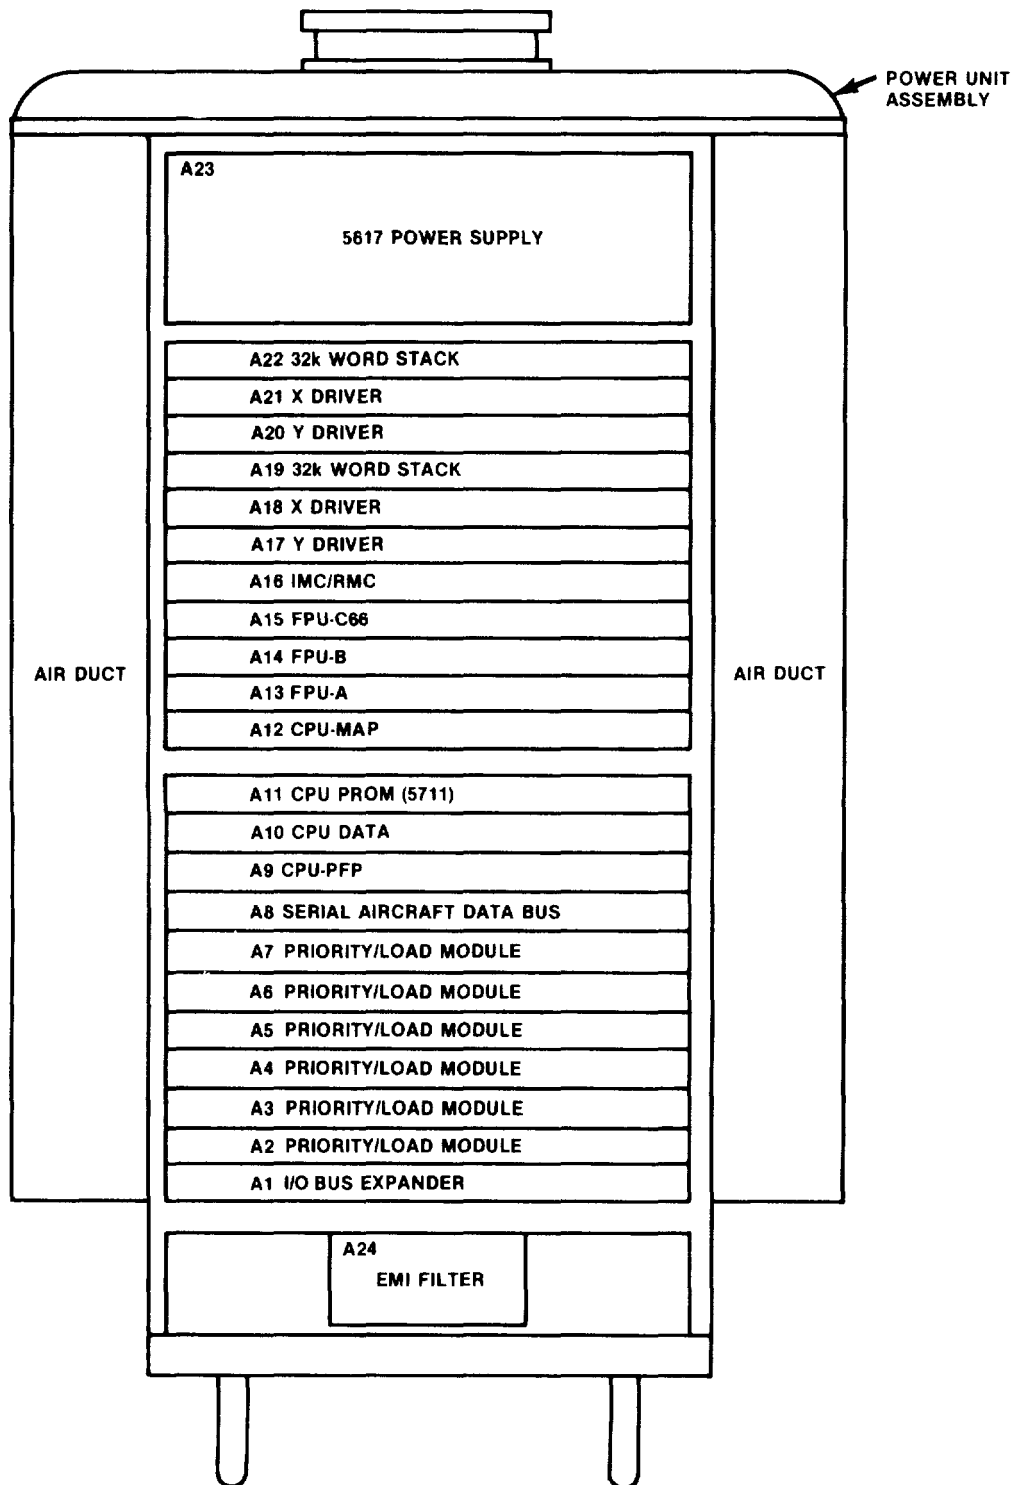 POWER UNIT
ASSEMBLY
A23
5617 POWER SUPPLY
A22 32k WORD STACK
A21 X DRIVER
A20 Y DRIVER
A19 32k WORD STACK
A18 X DRIVER
A17 Y DRIVER
A16 IMC/RMC
A15 FPU-C66
A14 FPU-B
AIR DUCT
AIR DUCT
A13 FPU-A
A12 CPU-MAP
A11 CPU PROM (5711)
A10 CPU DATA
A9 CPU-PFP
A8 SERIAL AIRCRAFT DATA BUS
A7 PRIORITY/LOAD MODULE
A6 PRIORITY/LOAD MODULE
A5 PRIORITY/LOAD MODULE
A4 PRIORITY/LOAD MODULE
A3 PRIORITY/LOAD MODULE
A2 PRIORITY/LOAD MODULE
A1 I/O BUS EXPANDER
A24
EMI FILTER